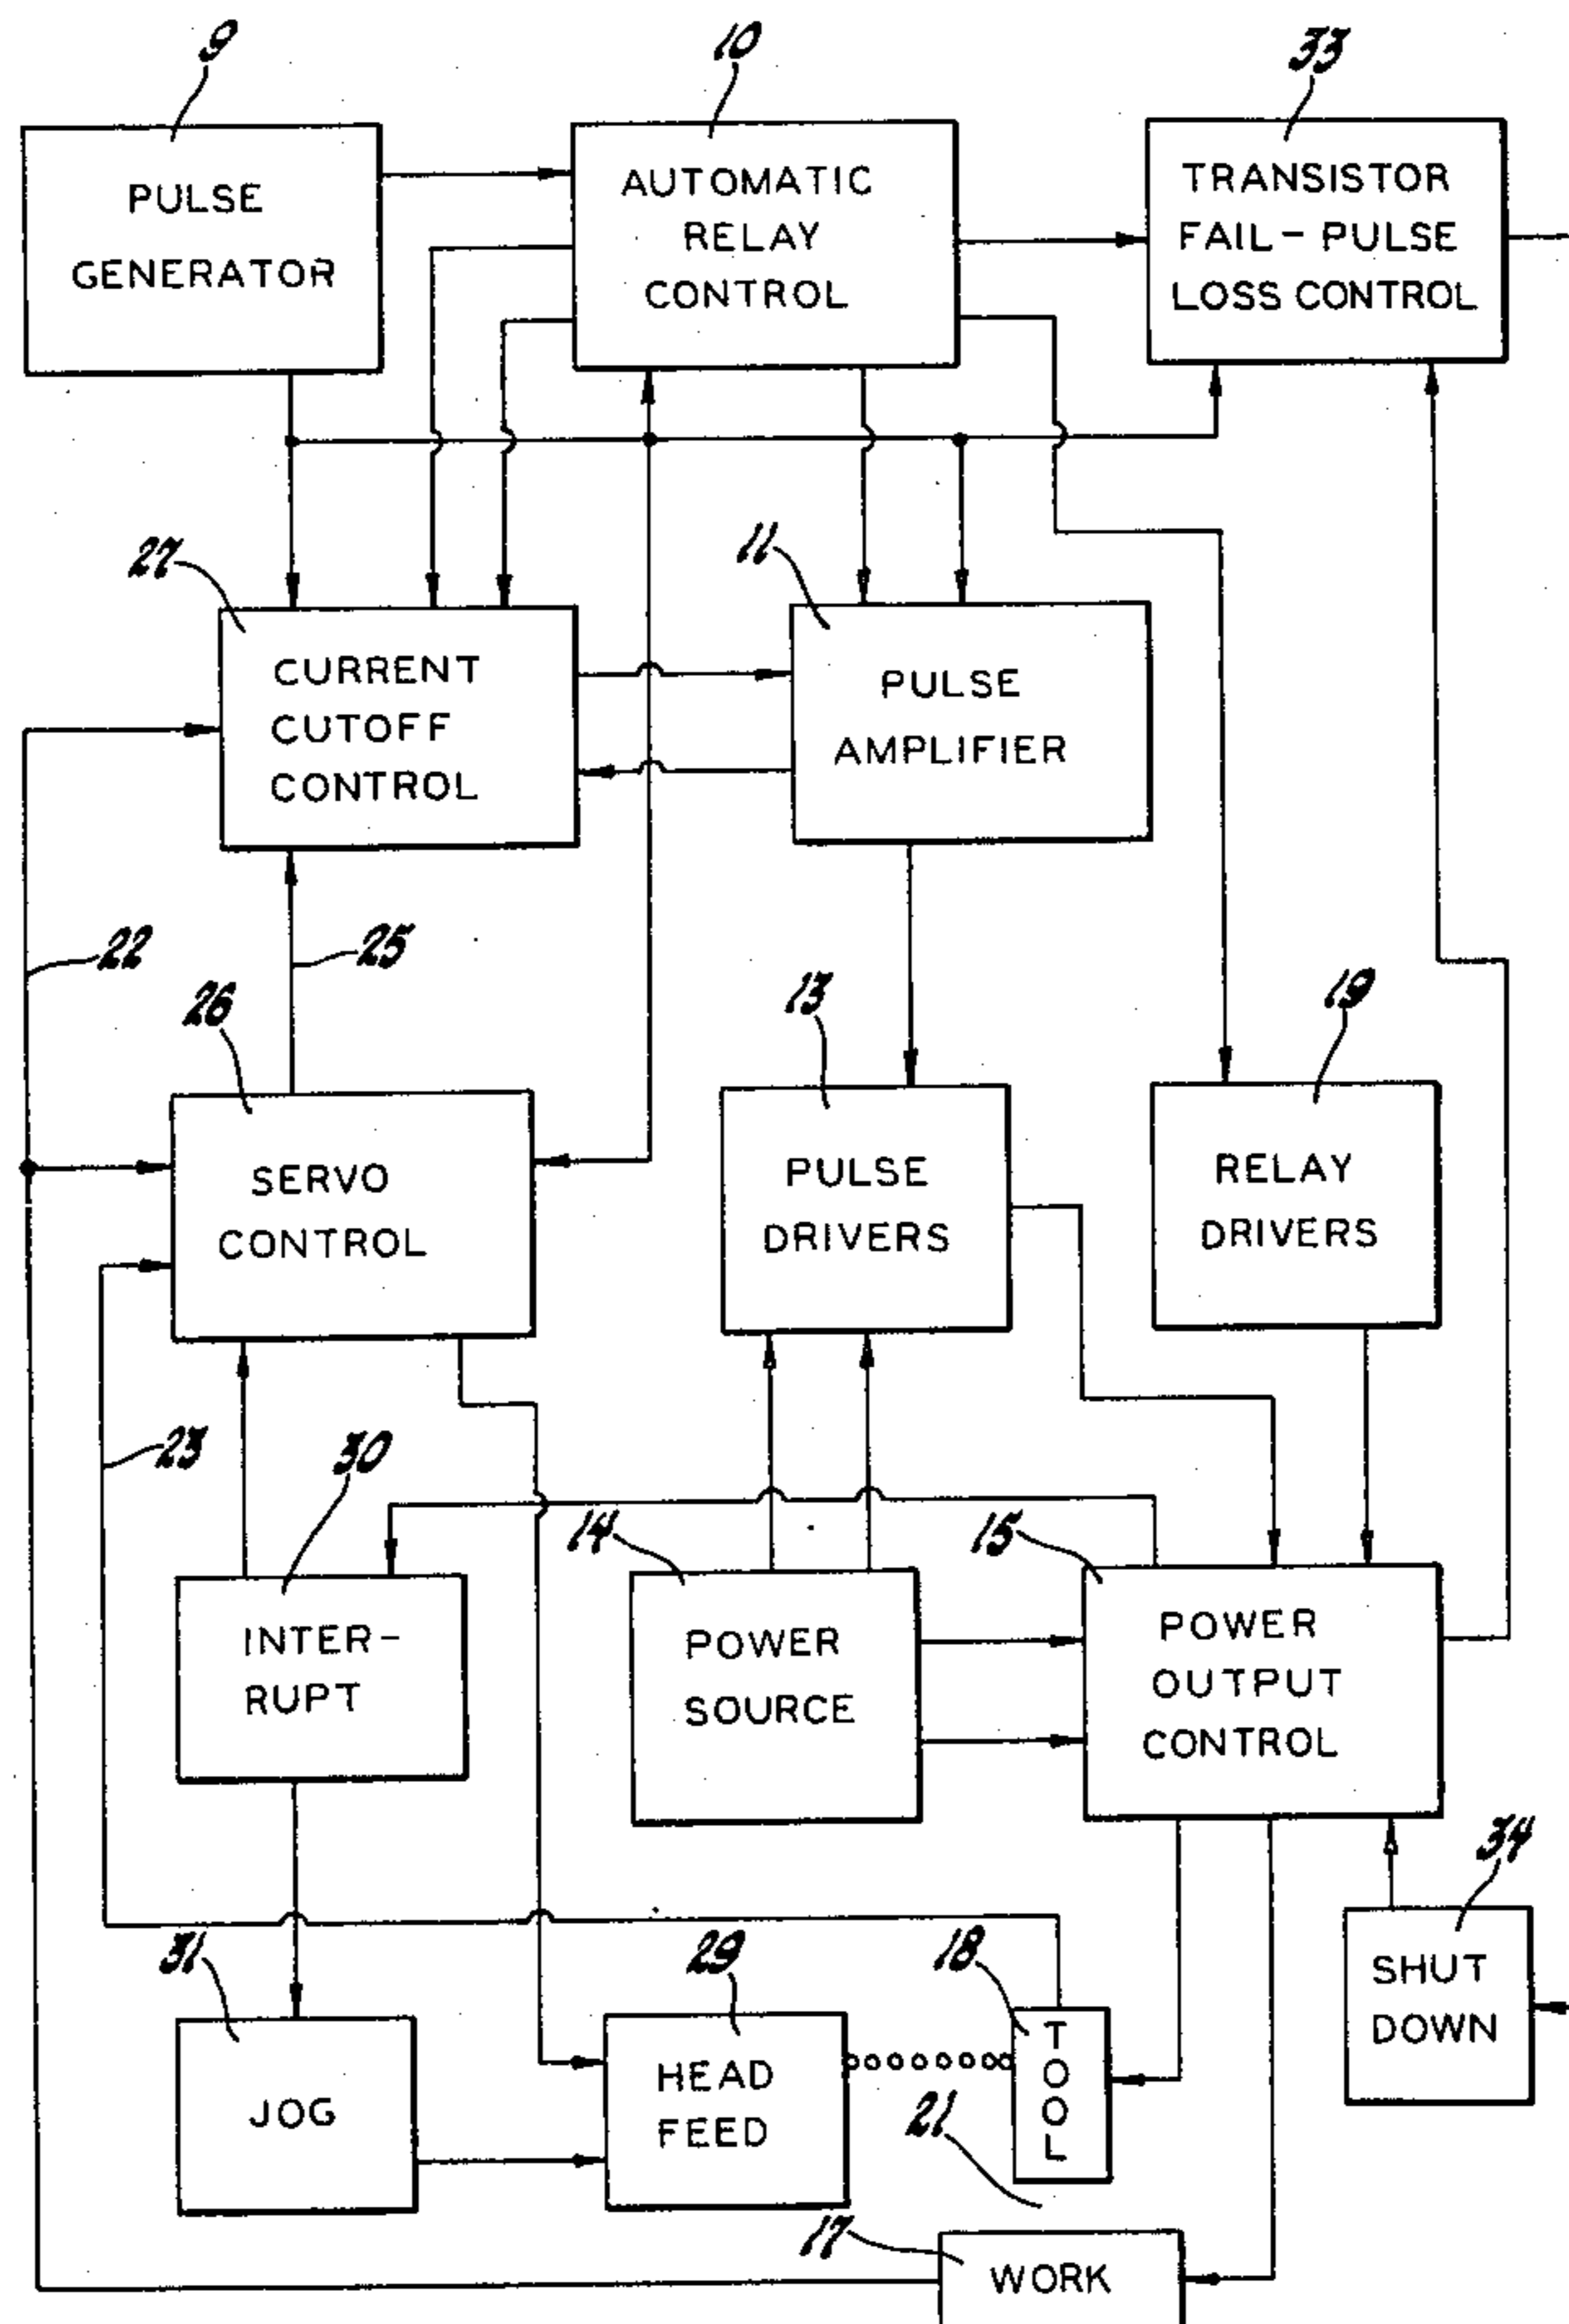 9
10
33
PULSE
GENERATOR
AUTOMATIC
RELAY
CONTROL
TRANSISTOR
FAIL-PULSE
LOSS CONTROL
27
11
CURRENT
CUTOFF
CONTROL
PULSE
AMPLIFIER
22
25
26
13
19
SERVO
CONTROL
PULSE
DRIVERS
RELAY
DRIVERS
23
30
14
15
INTER-
RUPT
POWER
SOURCE
POWER
OUTPUT
CONTROL
34
31
29
18
SHUT
DOWN
JOG
HEAD
FEED
TOOL
21
17
WORK